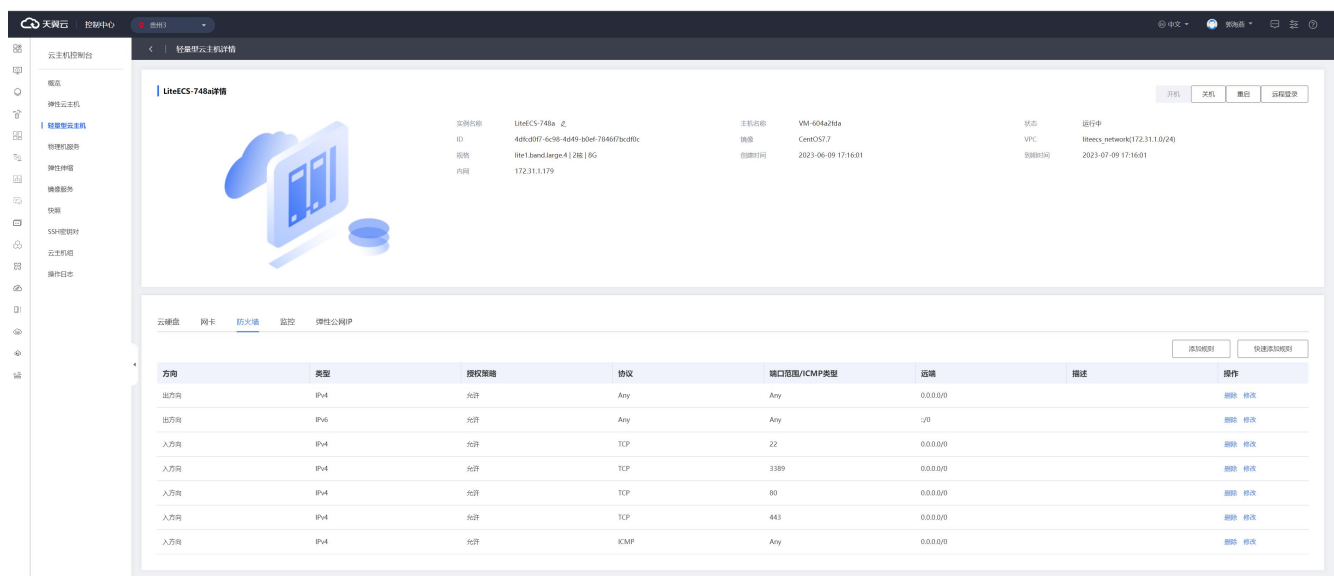 天翼云 控制中心 贵州3 中文
云主机控制台
概览
弹性云主机
轻量型云主机
物理机服务
弹性伸缩
镜像服务
快照
SSH密钥对
云主机组
操作日志
轻量型云主机详情
LiteECS-748a详情
开机 关机 重启 远程登录
实例名称 LiteECS-748a 主机名称 VM-604a2fda 状态 运行中
ID 4dfcd0f7-6c98-4d49-b0ef-7846f7bcdf0c 镜像 CentOS7.7 VPC liteecs_network(172.31.1.0/24)
规格 lite1.band.large.4 | 2核 | 8G 创建时间 2023-06-09 17:16:01 到期时间 2023-07-09 17:16:01
内网 172.31.1.179
云硬盘 网卡 防火墙 监控 弹性公网IP
添加规则 快速添加规则
方向 类型 授权策略 协议 端口范围/ICMP类型 远端 描述 操作
出方向 IPv4 允许 Any Any 0.0.0.0/0 删除 修改
出方向 IPv6 允许 Any Any ::/0 删除 修改
入方向 IPv4 允许 TCP 22 0.0.0.0/0 删除 修改
入方向 IPv4 允许 TCP 3389 0.0.0.0/0 删除 修改
入方向 IPv4 允许 TCP 80 0.0.0.0/0 删除 修改
入方向 IPv4 允许 TCP 443 0.0.0.0/0 删除 修改
入方向 IPv4 允许 ICMP Any 0.0.0.0/0 删除 修改